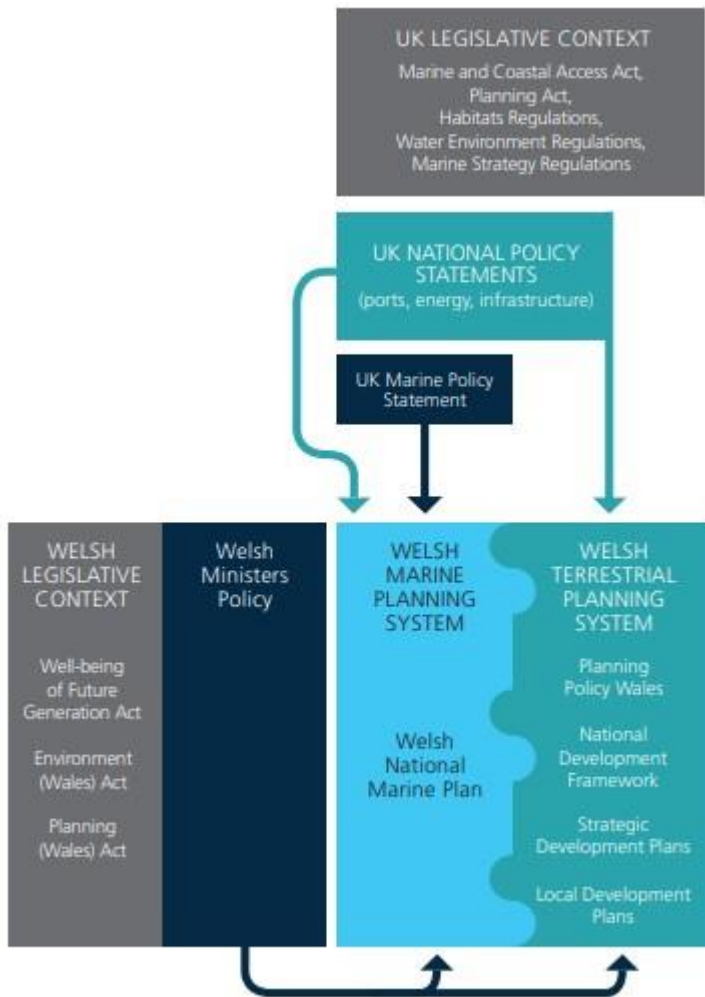 UK LEGISLATIVE CONTEXT
Marine and Coastal Access Act,
Planning Act,
Habitats Regulations,
Water Environment Regulations,
Marine Strategy Regulations
UK NATIONAL POLICY
STATEMENTS
(ports, energy, infrastructure)
UK Marine Policy
Statement
WELSH
LEGISLATIVE
CONTEXT
Well-being
of Future
Generation Act
Environment
(Wales) Act
Planning
(Wales) Act
Welsh
Ministers
Policy
WELSH
MARINE
PLANNING
SYSTEM
Welsh
National
Marine Plan
WELSH
TERRESTRIAL
PLANNING
SYSTEM
Planning
Policy Wales
National
Development
Framework
Strategic
Development Plans
Local Development
Plans